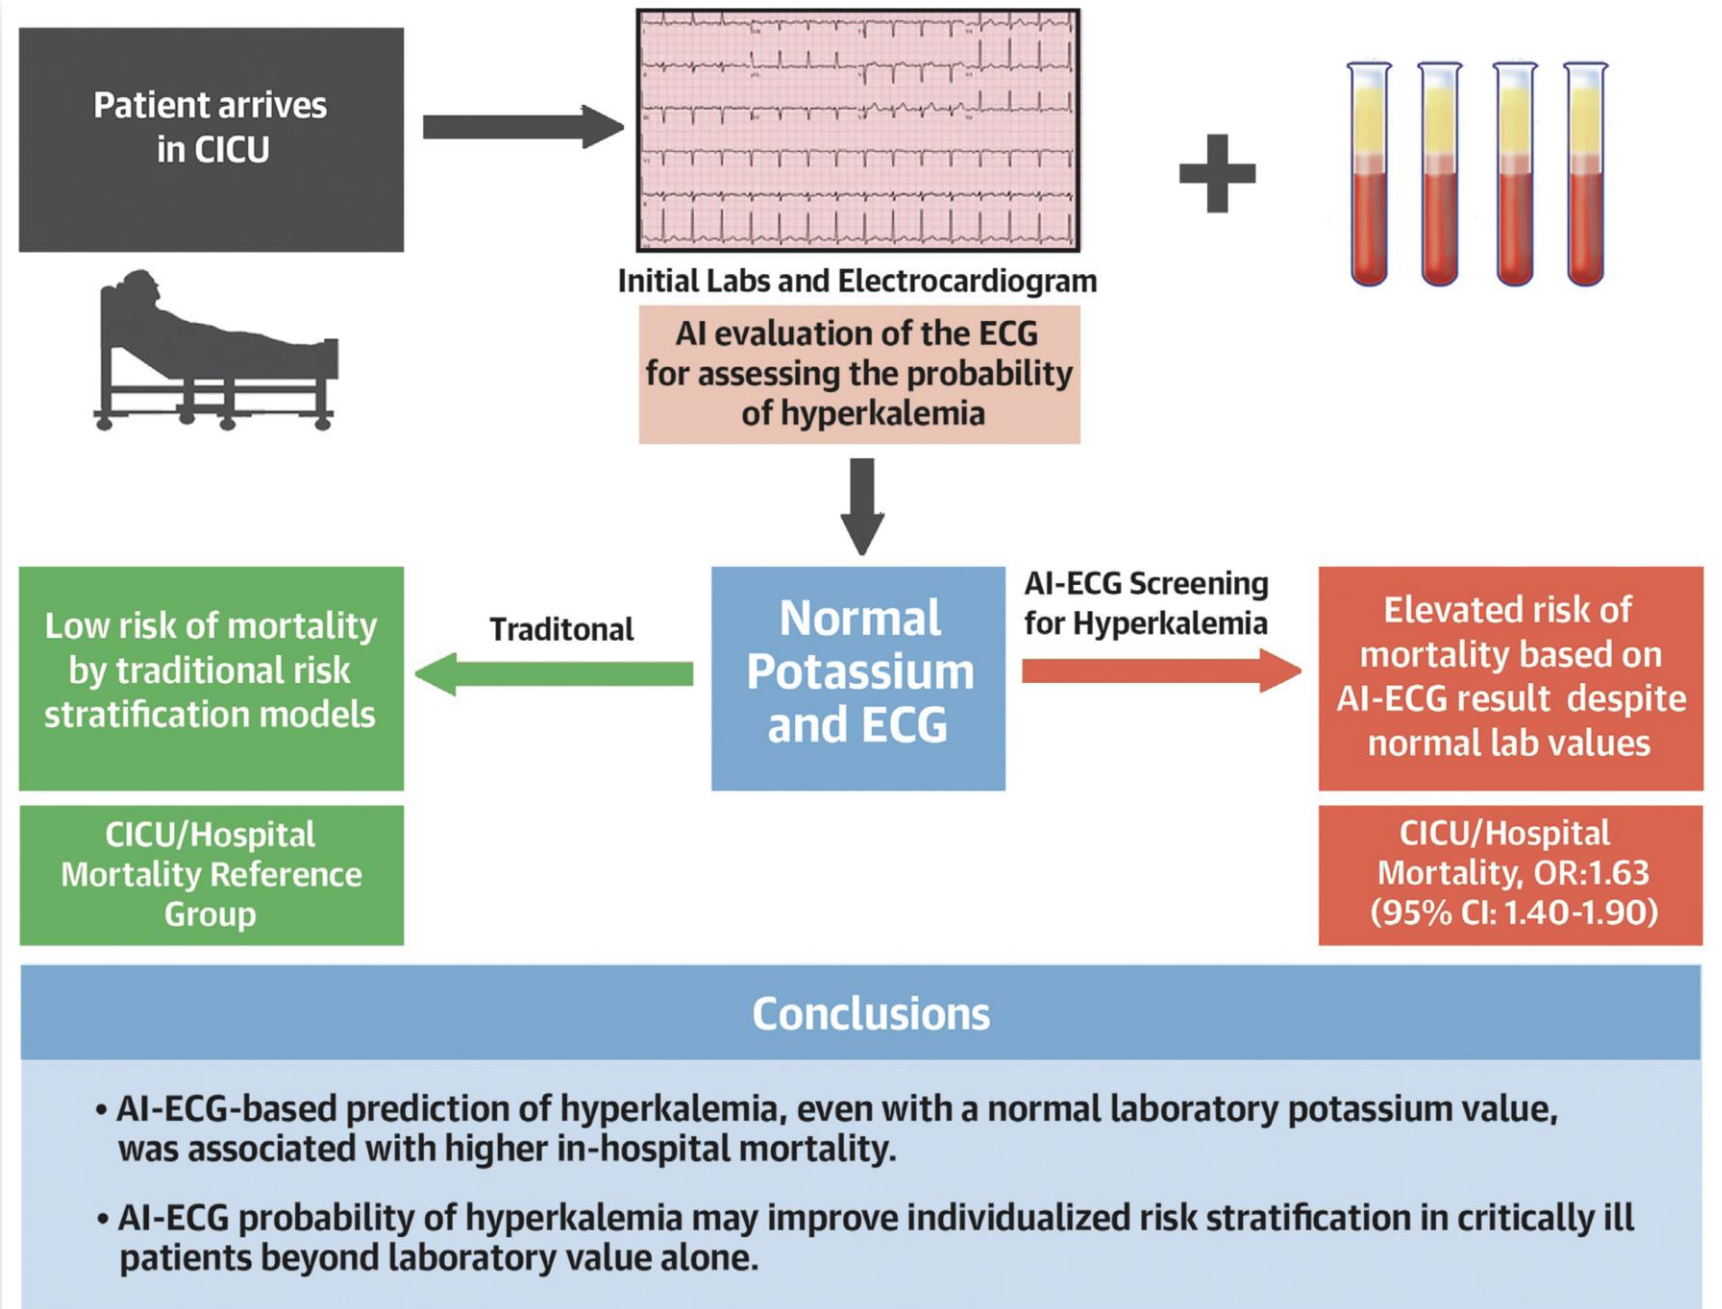 Patient arrives
in CICU
Initial Labs and Electrocardiogram
AI evaluation of the ECG
for assessing the probability
of hyperkalemia
Low risk of mortality
by traditional risk
stratification models
Traditonal
Normal
Potassium
and ECG
AI-ECG Screening
for Hyperkalemia
Elevated risk of
mortality based on
AI-ECG result despite
normal lab values
CICU/Hospital
Mortality Reference
Group
CICU/Hospital
Mortality, OR:1.63
(95% CI: 1.40-1.90)
Conclusions
• AI-ECG-based prediction of hyperkalemia, even with a normal laboratory potassium value,
was associated with higher in-hospital mortality.
• AI-ECG probability of hyperkalemia may improve individualized risk stratification in critically ill
patients beyond laboratory value alone.